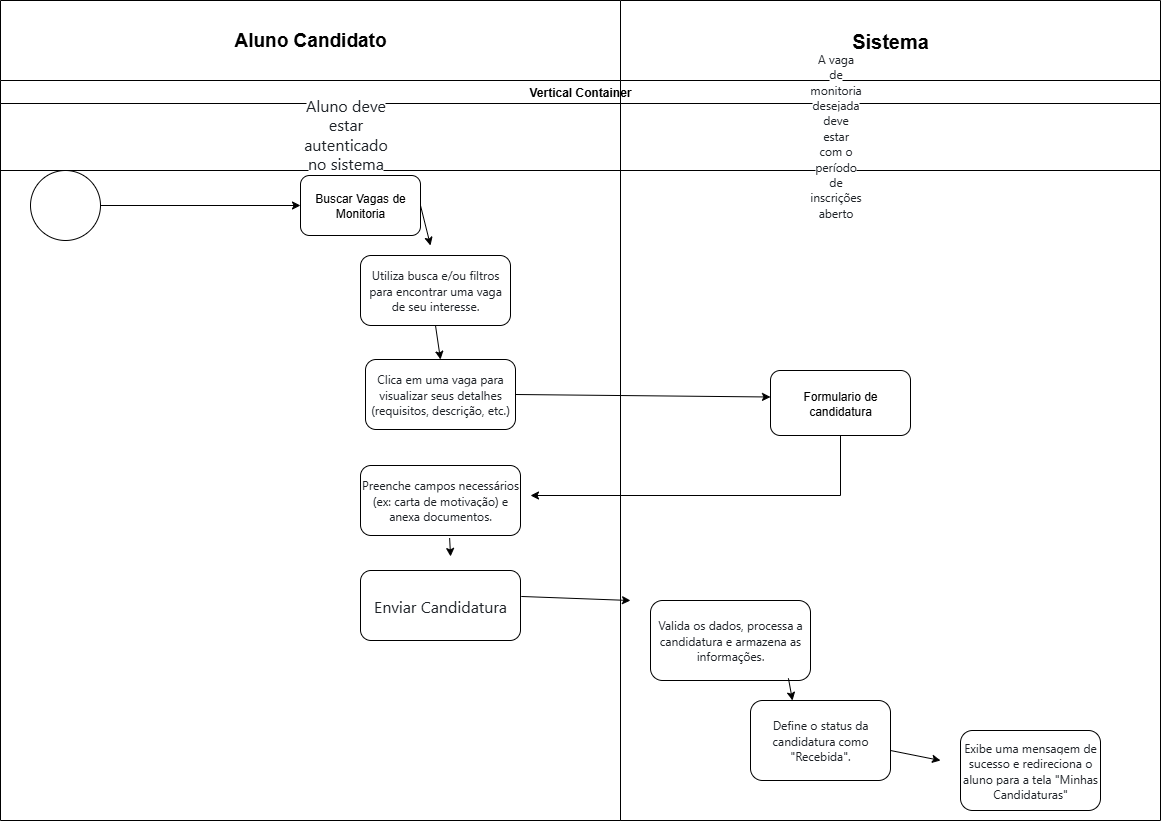 Aluno Candidato
Sistema
Vertical Container
Aluno deve
estar
autenticado
no sistema
A vaga
de
monitoria
desejada
deve
estar
com o
período
de
inscrições
aberto
Buscar Vagas de
Monitoria
Utiliza busca e/ou filtros
para encontrar uma vaga
de seu interesse.
Clica em uma vaga para
visualizar seus detalhes
(requisitos, descrição, etc.)
Formulario de
candidatura
Preenche campos necessários
(ex: carta de motivação) e
anexa documentos.
Enviar Candidatura
Valida os dados, processa a
candidatura e armazena as
informações.
Define o status da
candidatura como
"Recebida".
Exibe uma mensagem de
sucesso e redireciona o
aluno para a tela "Minhas
Candidaturas"